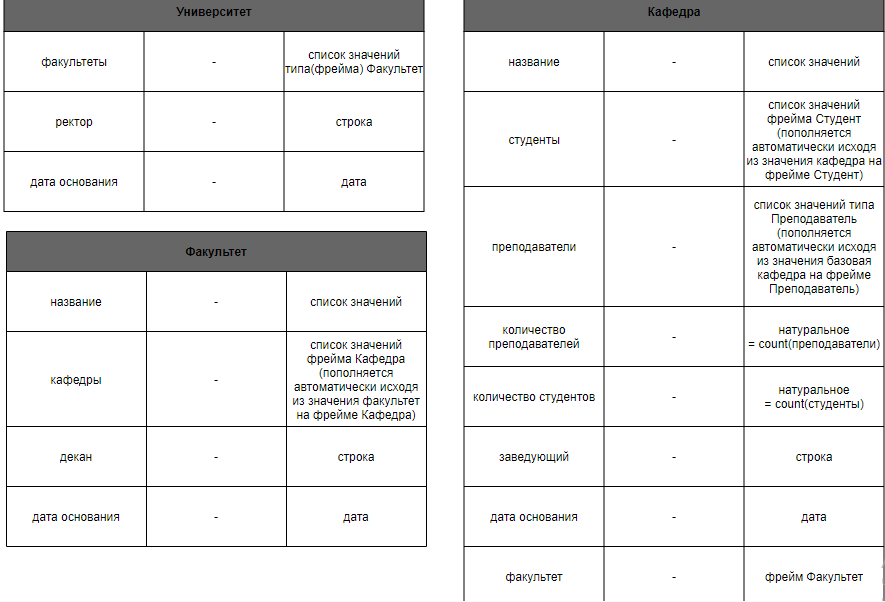 Университет
факультеты
-
список значений
типа(фрейма) Факультет
ректор
-
строка
дата основания
-
дата
Факультет
название
-
список значений
кафедры
-
список значений
фрейма Кафедра
(пополняется
автоматически исходя
из значения факультет
на фрейме Кафедра)
декан
-
строка
дата основания
-
дата
Кафедра
название
-
список значений
студенты
-
список значений
фрейма Студент
(пополняется
автоматически исходя
из значения кафедра на
фрейме Студент)
преподаватели
-
список значений типа
Преподаватель
(пополняется
автоматически исходя
из значения базовая
кафедра на фрейме
Преподаватель)
количество
преподавателей
-
натуральное
= count(преподаватели)
количество студентов
-
натуральное
= count(студенты)
заведующий
-
строка
дата основания
-
дата
факультет
-
фрейм Факультет